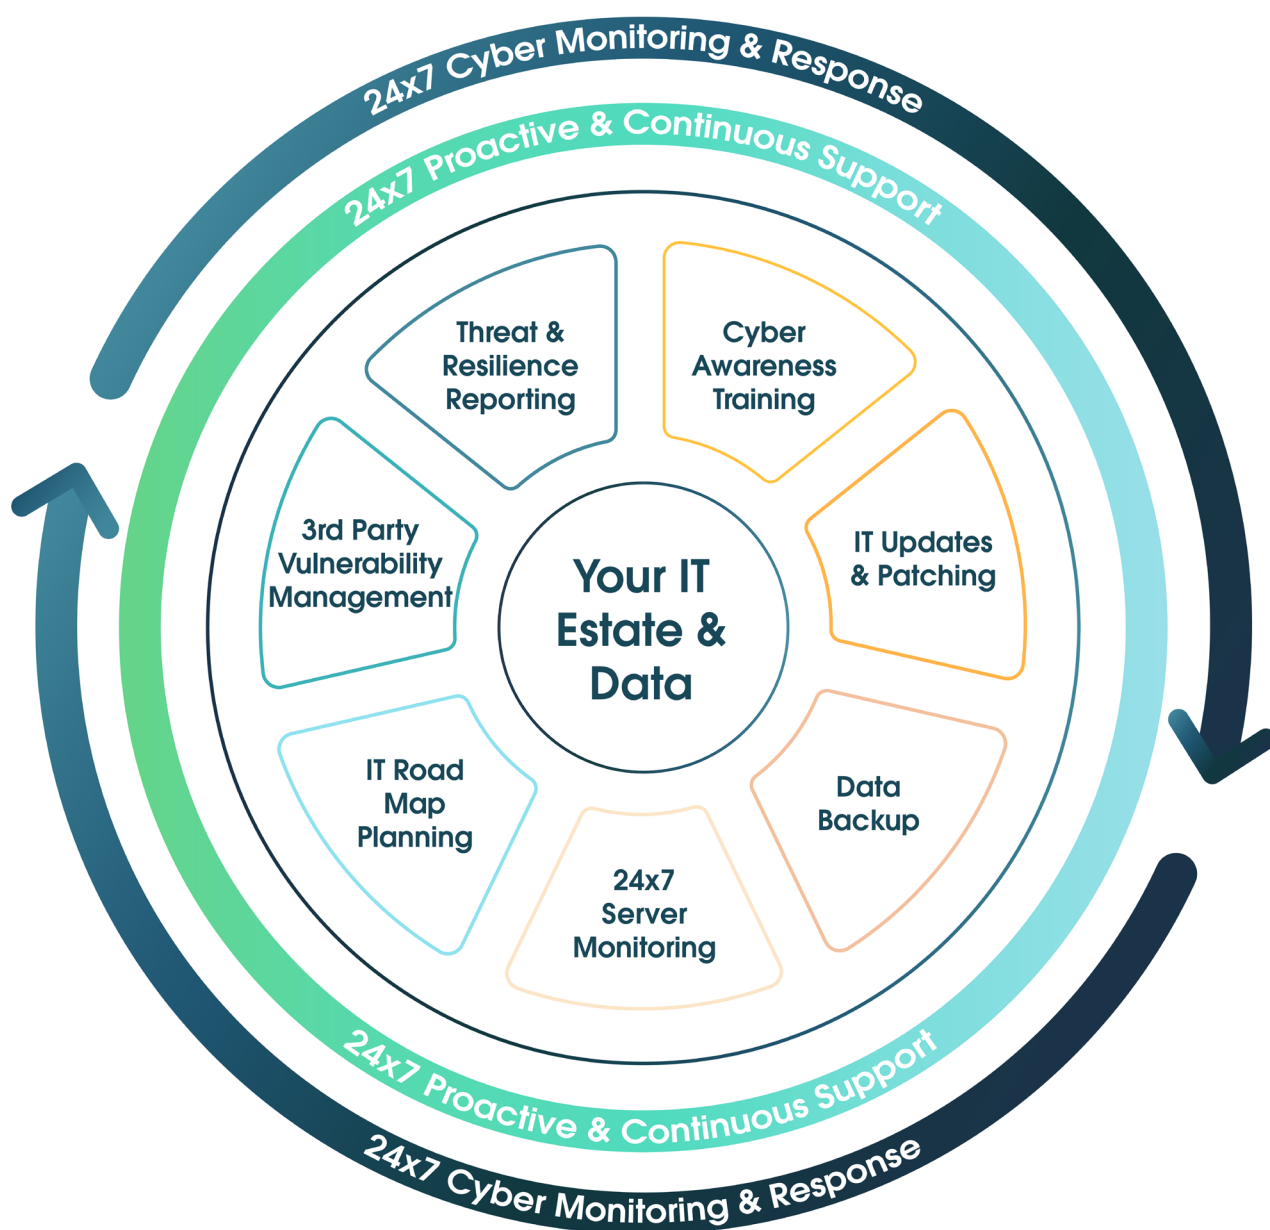 24x7 Cyber Monitoring & Response
24x7 Proactive & Continuous Support
Threat &
Resilience
Reporting
Cyber
Awareness
Training
3rd Party
Vulnerability
Management
IT Updates
& Patching
Your IT
Estate &
Data
IT Road
Map
Planning
Data
Backup
24x7
Server
Monitoring
24x7 Proactive & Continuous Support
24x7 Cyber Monitoring & Response